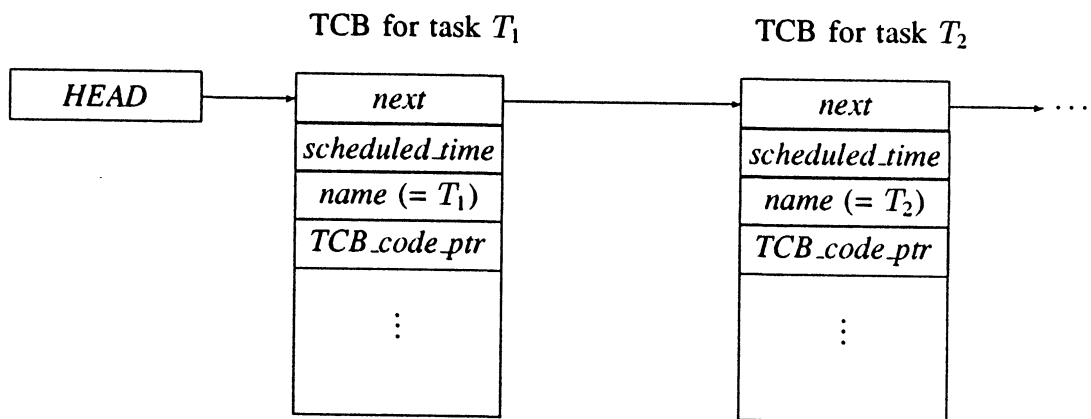 TCB for task T₁
TCB for task T₂
HEAD
next
scheduled_time
name (= T₁)
TCB_code_ptr
⋮
next
scheduled_time
name (= T₂)
TCB_code_ptr
⋮
⋯